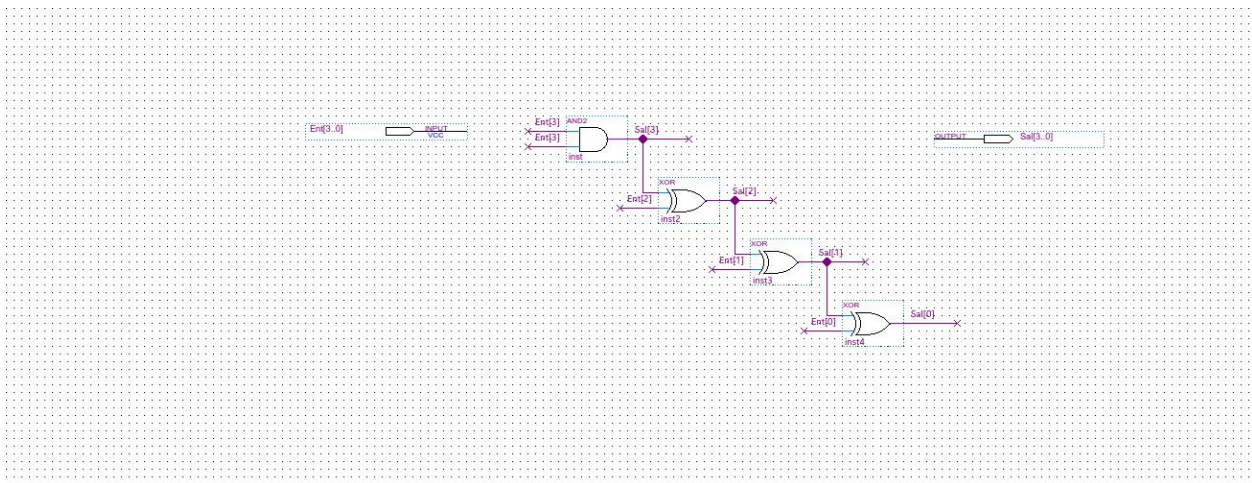 Ent[3..0]
INPUT
VCC
Ent[3]
Ent[3]
AND2
inst
Sal[3]
OUTPUT
Sal[3..0]
XOR
Ent[2]
inst2
Sal[2]
XOR
Ent[1]
inst3
Sal[1]
XOR
Ent[0]
inst4
Sal[0]